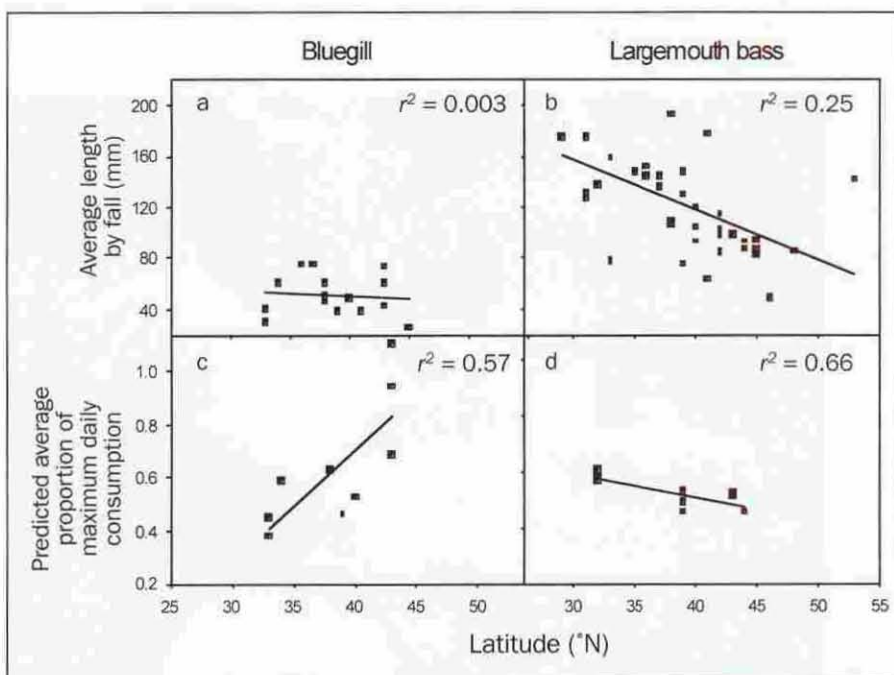 Bluegill
Largemouth bass
a
r² = 0.003
b
r² = 0.25
Average length
by fall (mm)
200
160
120
80
40
c
r² = 0.57
d
r² = 0.66
Predicted average
proportion of
maximum daily
consumption
1.0
0.8
0.6
0.4
0.2
25
30
35
40
45
50
30
35
40
45
50
55
Latitude (°N)